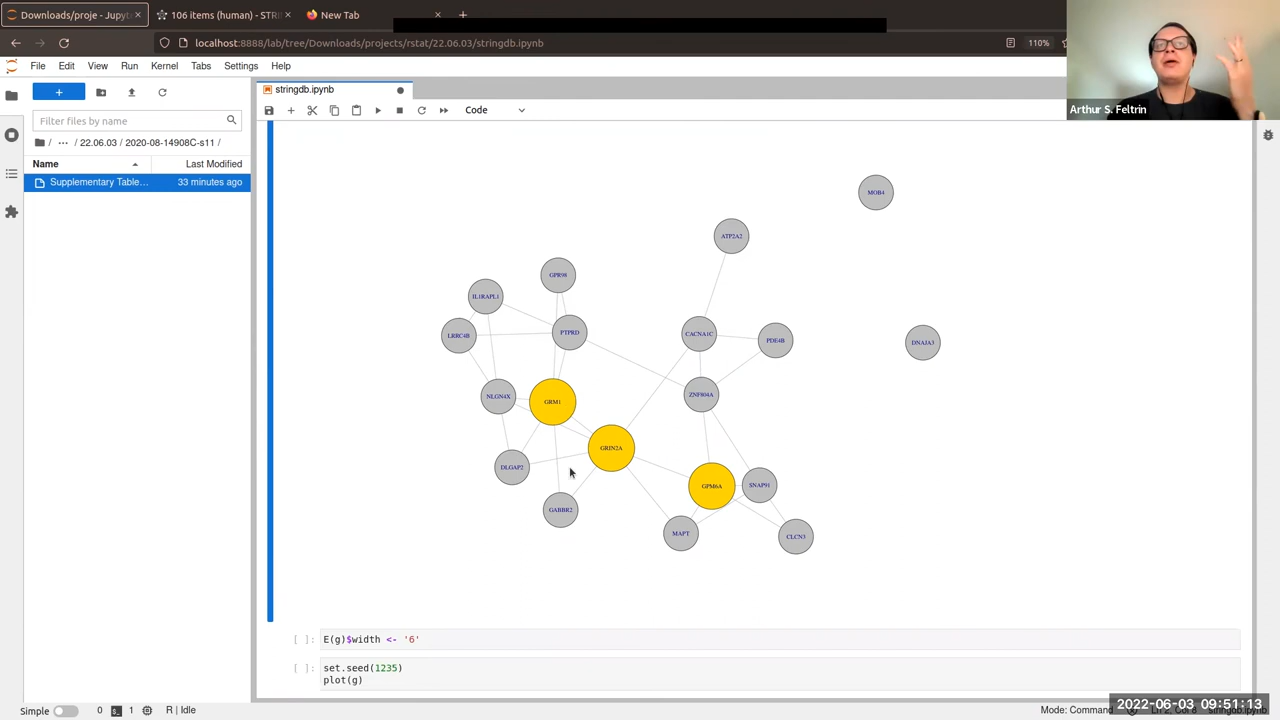 Downloads/proje - Jupyt
106 items (human) - STRI
New Tab
localhost:8888/lab/tree/Downloads/projects/rstat/22.06.03/stringdb.ipynb
110%
File Edit View Run Kernel Tabs Settings Help
Arthur S. Feltrin
stringdb.ipynb
Code
Filter files by name
/ ... / 22.06.03 / 2020-08-14908C-s11 /
Name Last Modified
Supplementary Table... 33 minutes ago
MOB4
ATP2A2
GPR98
IL1RAPL1
LRRC4B
PTPRD
CACNA1C
PDE4B
DNAJA3
NLGN4X
GRM1
ZNF804A
GRIN2A
DLGAP2
GPM6A
SNAP91
GABBR2
MAPT
CLCN3
[ ]: E(g)$width <- '6'
[ ]: set.seed(1235)
plot(g)
Simple 0 1 R | Idle
Mode: Command
2022-06-03 09:51:13